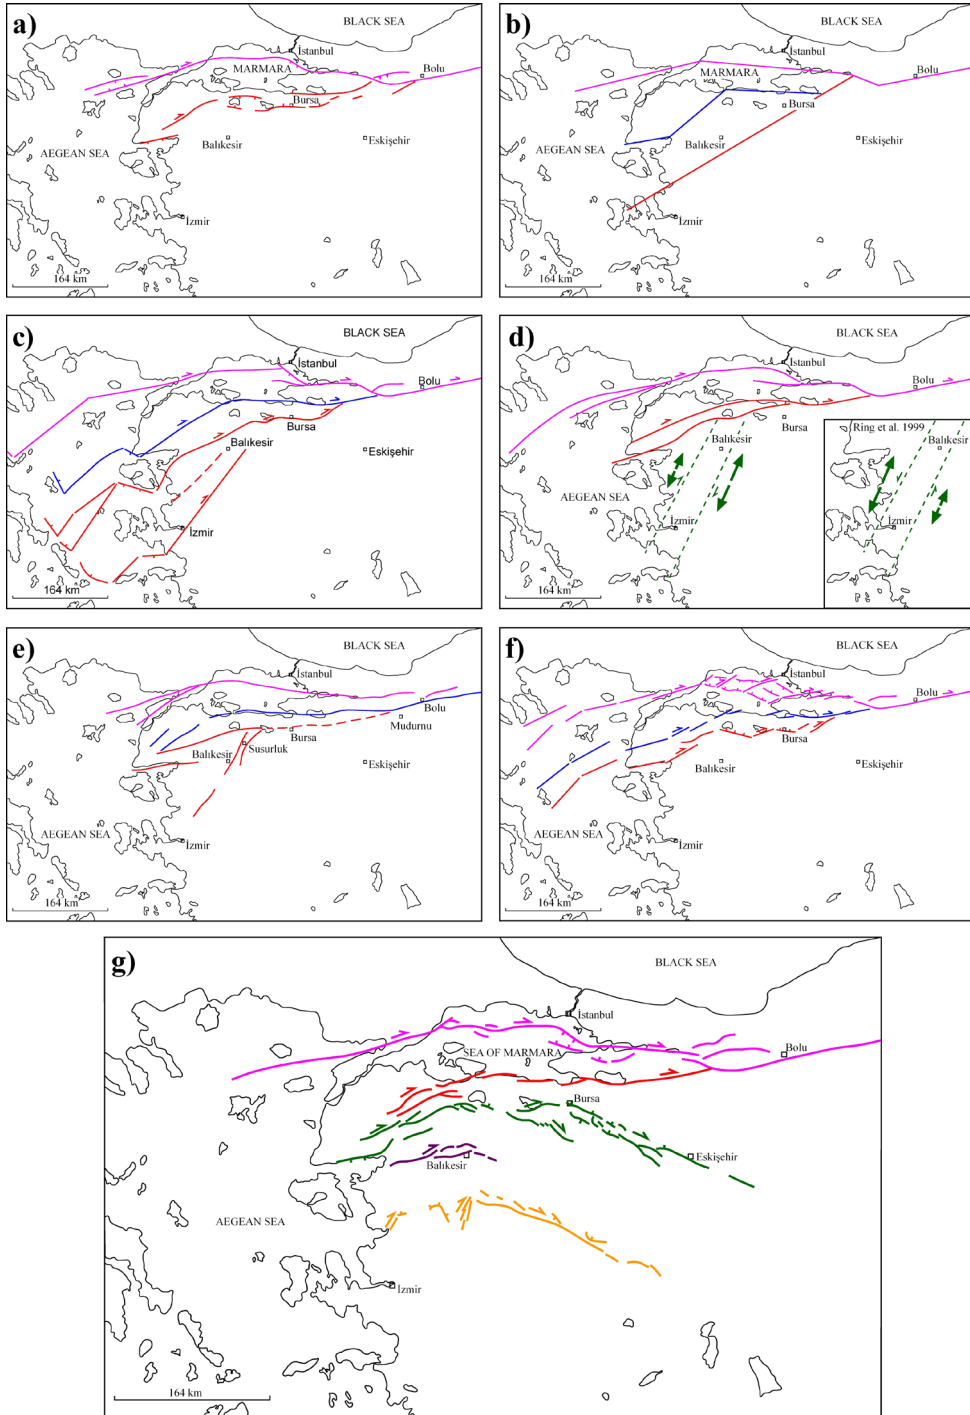 a)
BLACK SEA
İstanbul
MARMARA
Bolu
Bursa
Balıkesir
Eskişehir
AEGEAN SEA
İzmir
164 km
b)
BLACK SEA
İstanbul
MARMARA
Bolu
Bursa
Balıkesir
Eskişehir
AEGEAN SEA
İzmir
164 km
c)
BLACK SEA
İstanbul
Bolu
Bursa
Balıkesir
Eskişehir
İzmir
164 km
d)
BLACK SEA
İstanbul
Bolu
Bursa
Balıkesir
AEGEAN SEA
İzmir
164 km
Ring et al. 1999
Balıkesir
İzmir
e)
BLACK SEA
İstanbul
Bolu
Mudurnu
Bursa
Susurluk
Balıkesir
Eskişehir
AEGEAN SEA
İzmir
164 km
f)
BLACK SEA
İstanbul
Bolu
Bursa
Balıkesir
Eskişehir
AEGEAN SEA
İzmir
164 km
g)
BLACK SEA
İstanbul
SEA OF MARMARA
Bolu
Bursa
Balıkesir
Eskişehir
AEGEAN SEA
İzmir
164 km